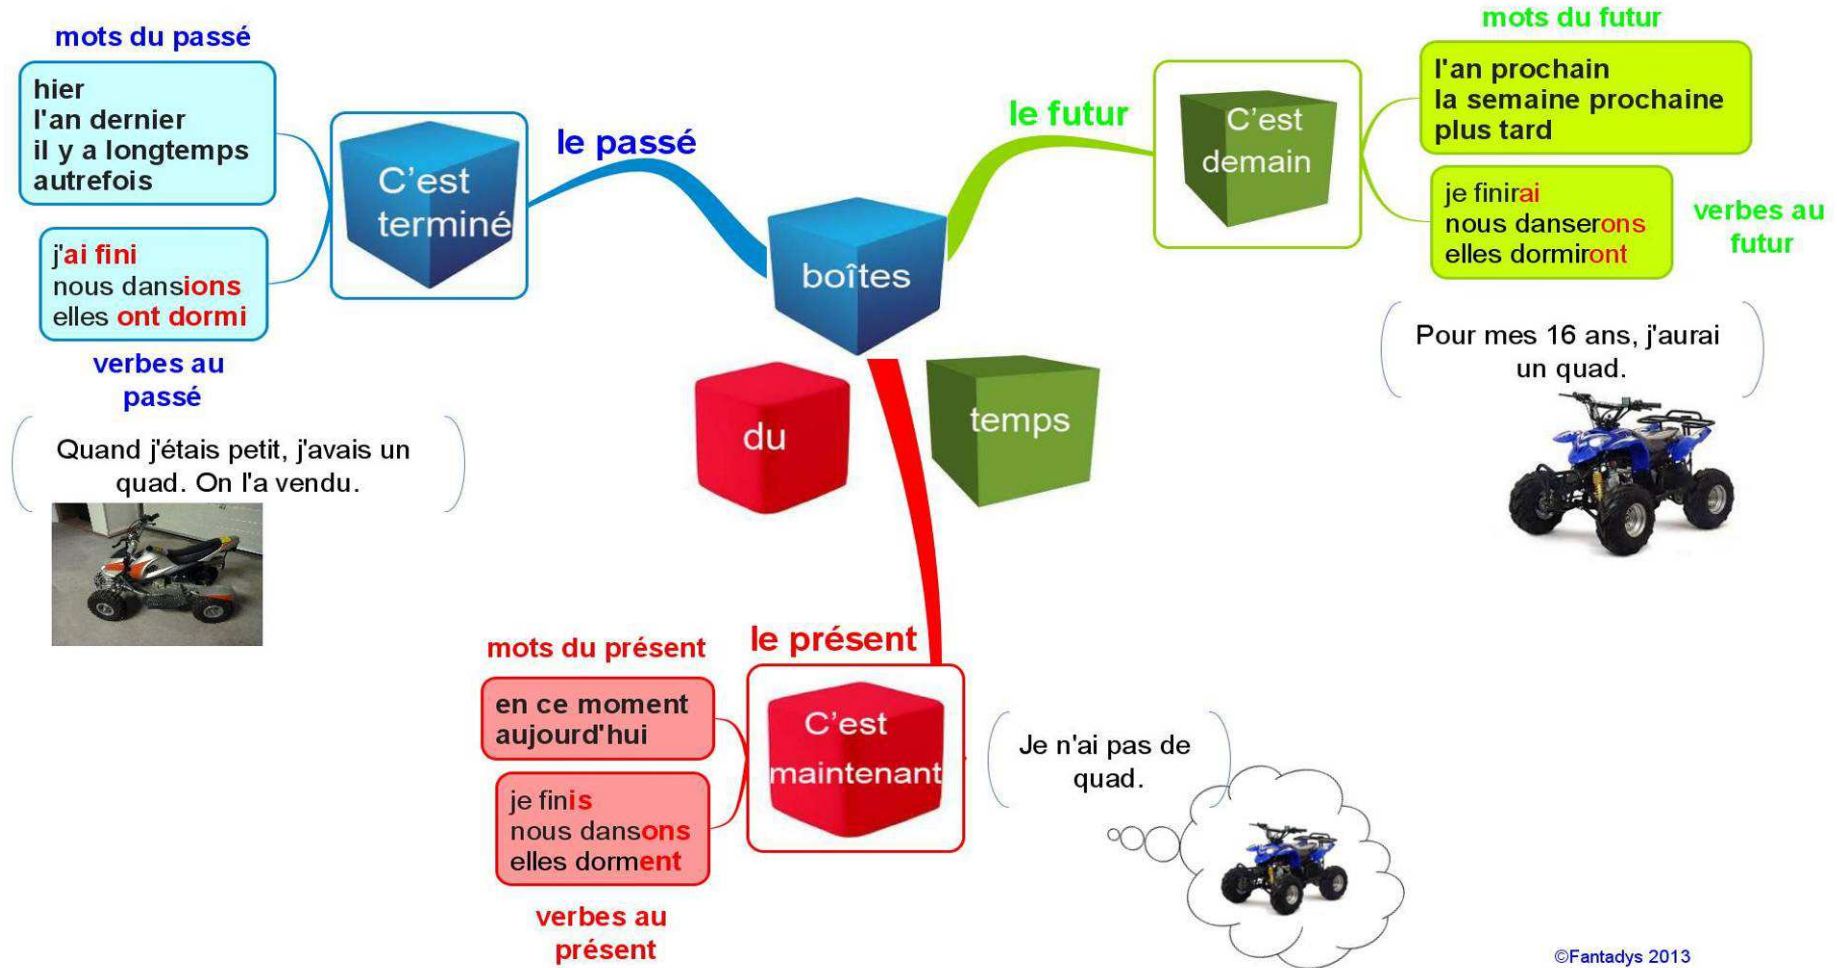 mots du passé
hier
l'an dernier
il y a longtemps
autrefois
C'est
terminé
le passé
j'ai fini
nous dansions
elles ont dormi
verbes au
passé
Quand j'étais petit, j'avais un
quad. On l'a vendu.
boîtes
du
temps
le futur
C'est
demain
mots du futur
l'an prochain
la semaine prochaine
plus tard
je finirai
nous danserons
elles dormiront
verbes au
futur
Pour mes 16 ans, j'aurai
un quad.
mots du présent
le présent
en ce moment
aujourd'hui
C'est
maintenant
je finis
nous dansons
elles dorment
verbes au
présent
Je n'ai pas de
quad.
©Fantadys 2013